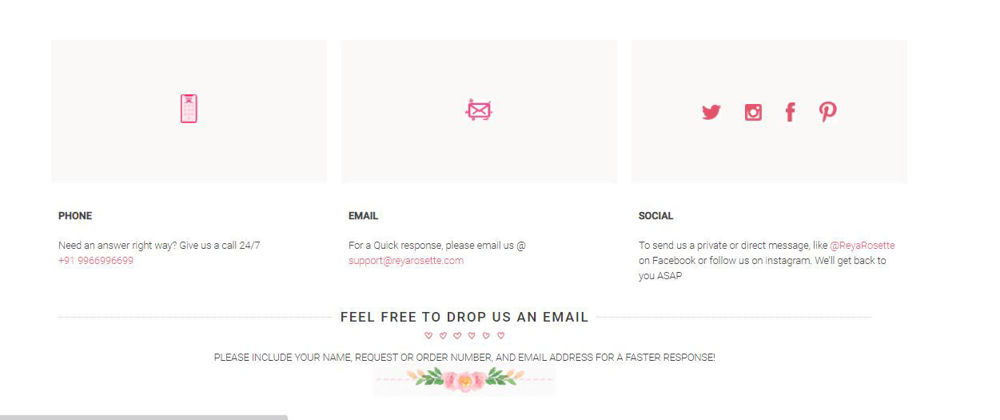 PHONE
Need an answer right way? Give us a call 24/7
+91 9966996699
EMAIL
For a Quick response, please email us @
support@reyarosette.com
SOCIAL
To send us a private or direct message, like @ReyaRosette
on Facebook or follow us on instagram. We'll get back to
you ASAP
FEEL FREE TO DROP US AN EMAIL
PLEASE INCLUDE YOUR NAME, REQUEST OR ORDER NUMBER, AND EMAIL ADDRESS FOR A FASTER RESPONSE!